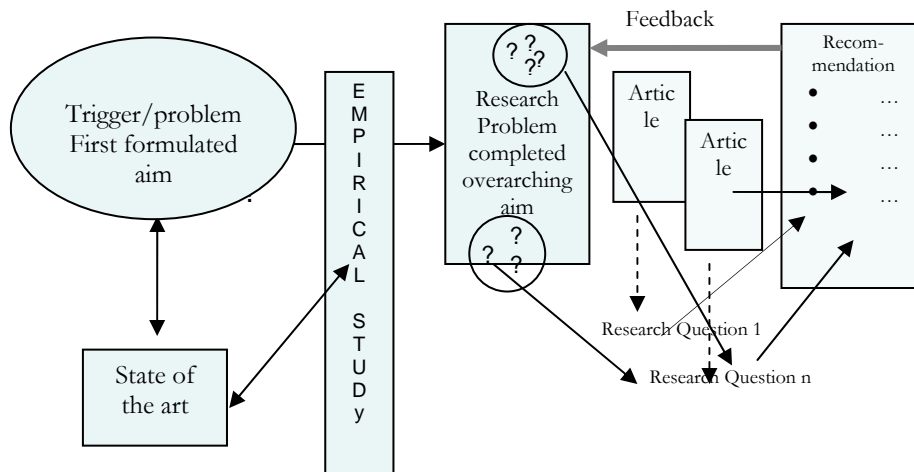 Trigger/problem
First formulated
aim
.
State of
the art
E
M
P
I
R
I
C
A
L
S
T
U
D
y
? ?
? ?
Research
Problem
completed
overarching
aim
?
? ?
Feedback
Artic
le
Artic
le
Recom-
mendation
• …
• …
• …
• …
Research Question 1
Research Question n